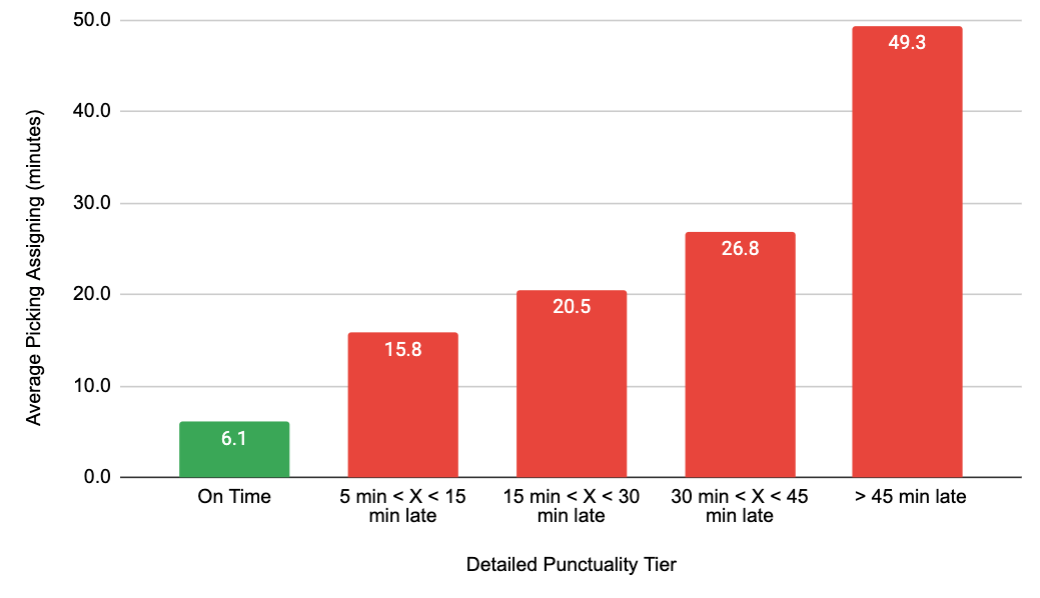 Average Picking Assigning (minutes)
50.0
40.0
30.0
20.0
10.0
0.0
6.1
15.8
20.5
26.8
49.3
On Time
5 min < X < 15
min late
15 min < X < 30
min late
30 min < X < 45
min late
> 45 min late
Detailed Punctuality Tier